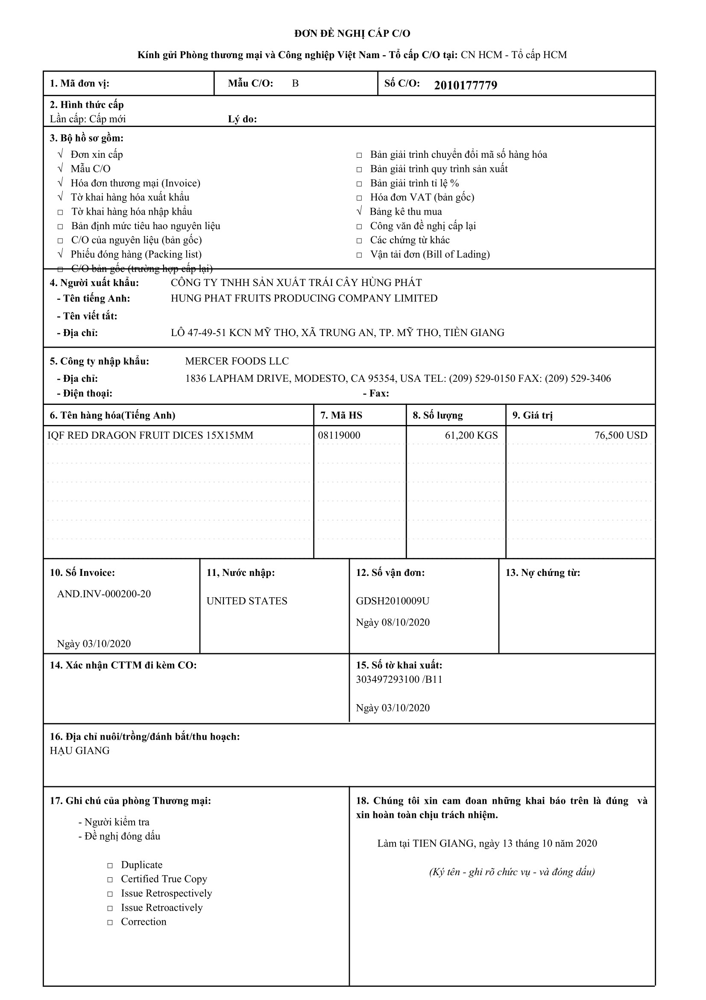 ĐƠN ĐỀ NGHỊ CẤP C/O
Kính gửi Phòng thương mại và Công nghiệp Việt Nam - Tổ cấp C/O tại: CN HCM - Tổ cấp HCM
1. Mã đơn vị: Mẫu C/O: B Số C/O: 2010177779
2. Hình thức cấp
Lần cấp: Cấp mới Lý do:
3. Bộ hồ sơ gồm:
√ Đơn xin cấp □ Bản giải trình chuyển đổi mã số hàng hóa
√ Mẫu C/O □ Bản giải trình quy trình sản xuất
√ Hóa đơn thương mại (Invoice) □ Bản giải trình tỉ lệ %
√ Tờ khai hàng hóa xuất khẩu □ Hóa đơn VAT (bản gốc)
□ Tờ khai hàng hóa nhập khẩu √ Bảng kê thu mua
□ Bản định mức tiêu hao nguyên liệu □ Công văn đề nghị cấp lại
□ C/O của nguyên liệu (bản gốc) □ Các chứng từ khác
√ Phiếu đóng hàng (Packing list) □ Vận tải đơn (Bill of Lading)
□ C/O bản gốc (trường hợp cấp lại)
4. Người xuất khẩu: CÔNG TY TNHH SẢN XUẤT TRÁI CÂY HÙNG PHÁT
- Tên tiếng Anh: HUNG PHAT FRUITS PRODUCING COMPANY LIMITED
- Tên viết tắt:
- Địa chỉ: LÔ 47-49-51 KCN MỸ THO, XÃ TRUNG AN, TP. MỸ THO, TIỀN GIANG
5. Công ty nhập khẩu: MERCER FOODS LLC
- Địa chỉ: 1836 LAPHAM DRIVE, MODESTO, CA 95354, USA TEL: (209) 529-0150 FAX: (209) 529-3406
- Điện thoại: - Fax:
6. Tên hàng hóa(Tiếng Anh) 7. Mã HS 8. Số lượng 9. Giá trị
IQF RED DRAGON FRUIT DICES 15X15MM 08119000 61,200 KGS 76,500 USD
10. Số Invoice: 11, Nước nhập: 12. Số vận đơn: 13. Nợ chứng từ:
AND.INV-000200-20
UNITED STATES GDSH2010009U
Ngày 08/10/2020
Ngày 03/10/2020
14. Xác nhận CTTM đi kèm CO: 15. Số tờ khai xuất:
303497293100 /B11
Ngày 03/10/2020
16. Địa chỉ nuôi/trồng/đánh bắt/thu hoạch:
HẬU GIANG
17. Ghi chú của phòng Thương mại:
- Người kiểm tra
- Đề nghị đóng dấu
□ Duplicate
□ Certified True Copy
□ Issue Retrospectively
□ Issue Retroactively
□ Correction
18. Chúng tôi xin cam đoan những khai báo trên là đúng và
xin hoàn toàn chịu trách nhiệm.
Làm tại TIEN GIANG, ngày 13 tháng 10 năm 2020
(Ký tên - ghi rõ chức vụ - và đóng dấu)